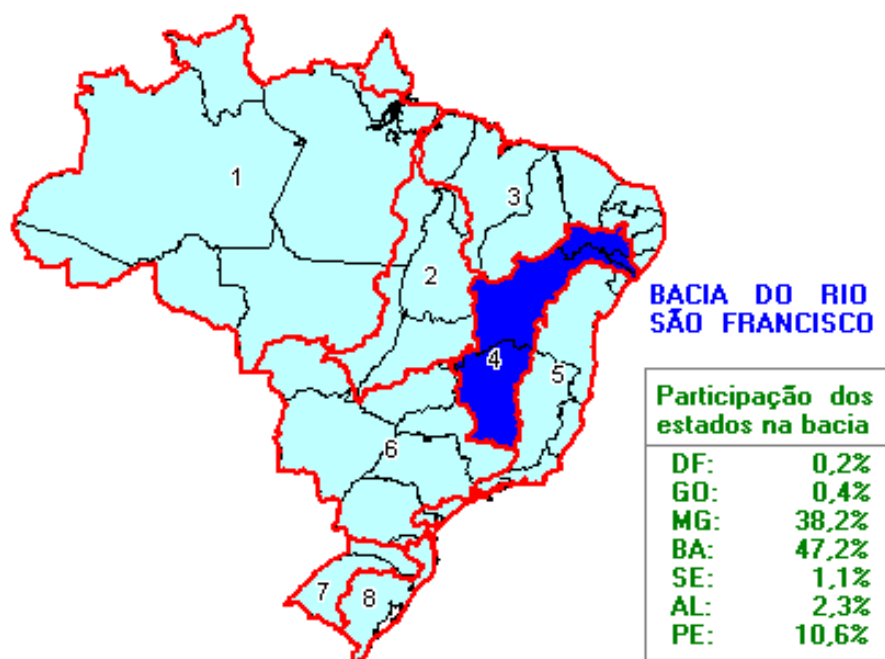 1
3
2
BACIA DO RIO
SÃO FRANCISCO
4
5
Participação dos
estados na bacia
6
DF: 0,2%
GO: 0,4%
MG: 38,2%
BA: 47,2%
SE: 1,1%
AL: 2,3%
PE: 10,6%
7
8